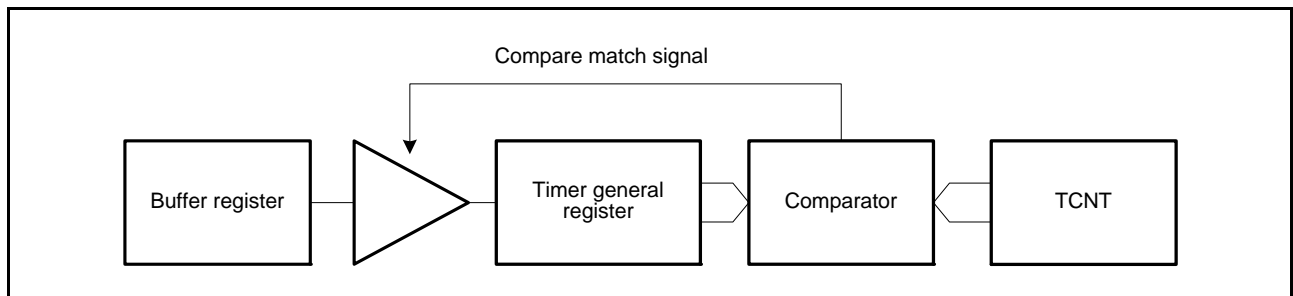 Compare match signal
Buffer register
Timer general
register
Comparator
TCNT